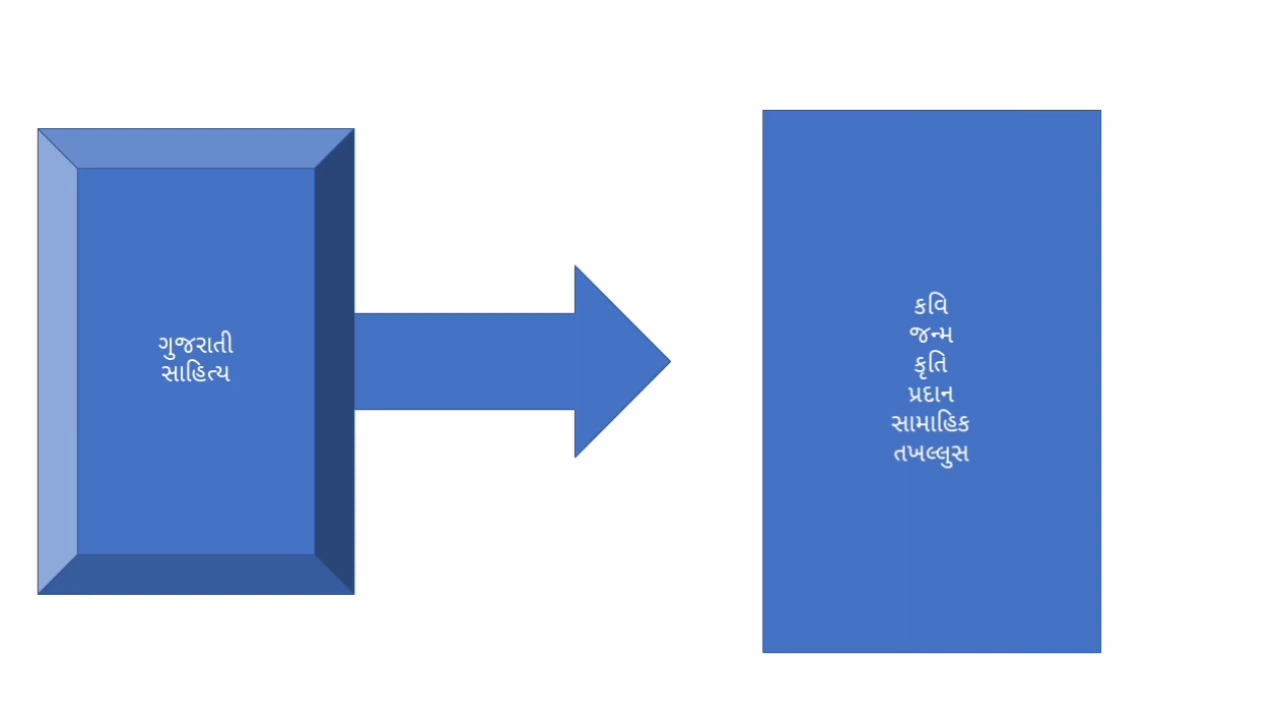 ગુજરાતી
સાહિત્ય
કવિ
જન્મ
કૃતિ
પ્રદાન
સામાહિક
તખલ્લુસ